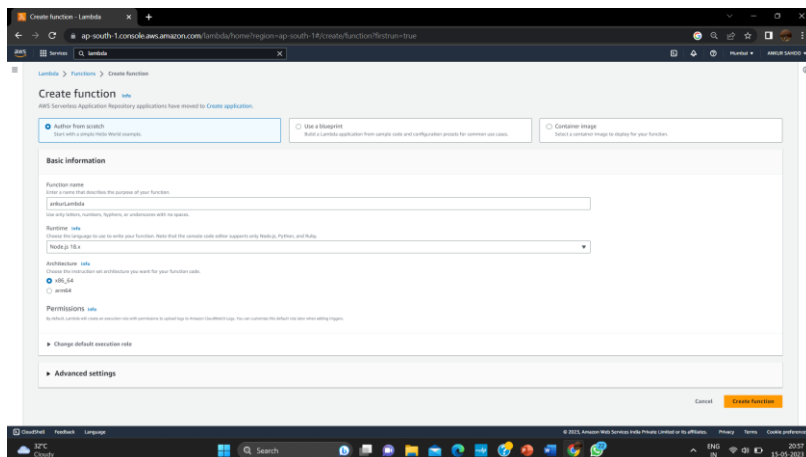 Create function - Lambda
ap-south-1.console.aws.amazon.com/lambda/home?region=ap-south-1#/create/function?firstrun=true
aws Services lambda Mumbai ANKUR SAHOO
Lambda > Functions > Create function
Create function Info
AWS Serverless Application Repository applications have moved to Create application.
Author from scratch
Start with a simple Hello World example.
Use a blueprint
Build a Lambda application from sample code and configuration presets for common use cases.
Container image
Select a container image to deploy for your function.
Basic information
Function name
Enter a name that describes the purpose of your function.
ankurLambda
Use only letters, numbers, hyphens, or underscores with no spaces.
Runtime Info
Choose the language to use to write your function. Note that the console code editor supports only Node.js, Python, and Ruby.
Node.js 18.x
Architecture Info
Choose the instruction set architecture you want for your function code.
x86_64
arm64
Permissions Info
By default, Lambda will create an execution role with permissions to upload logs to Amazon CloudWatch Logs. You can customize this default role later when adding triggers.
Change default execution role
Advanced settings
Cancel Create function
CloudShell Feedback Language © 2023, Amazon Web Services India Private Limited or its affiliates. Privacy Terms Cookie preferences
32°C
Cloudy
Search
ENG
IN
20:57
15-05-2023